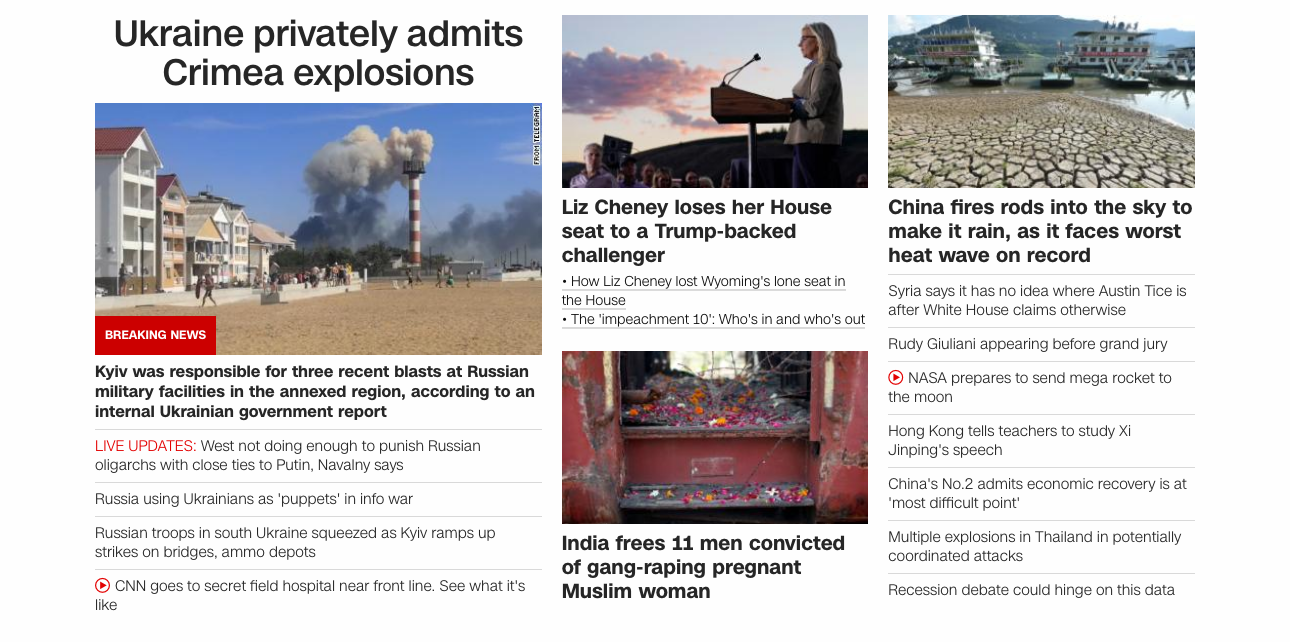 Ukraine privately admits
Crimea explosions
FROM TELEGRAM
BREAKING NEWS
Kyiv was responsible for three recent blasts at Russian
military facilities in the annexed region, according to an
internal Ukrainian government report
LIVE UPDATES: West not doing enough to punish Russian
oligarchs with close ties to Putin, Navalny says
Russia using Ukrainians as 'puppets' in info war
Russian troops in south Ukraine squeezed as Kyiv ramps up
strikes on bridges, ammo depots
CNN goes to secret field hospital near front line. See what it's
like
Liz Cheney loses her House
seat to a Trump-backed
challenger
• How Liz Cheney lost Wyoming's lone seat in
the House
• The 'impeachment 10': Who's in and who's out
India frees 11 men convicted
of gang-raping pregnant
Muslim woman
China fires rods into the sky to
make it rain, as it faces worst
heat wave on record
Syria says it has no idea where Austin Tice is
after White House claims otherwise
Rudy Giuliani appearing before grand jury
NASA prepares to send mega rocket to
the moon
Hong Kong tells teachers to study Xi
Jinping's speech
China's No.2 admits economic recovery is at
'most difficult point'
Multiple explosions in Thailand in potentially
coordinated attacks
Recession debate could hinge on this data